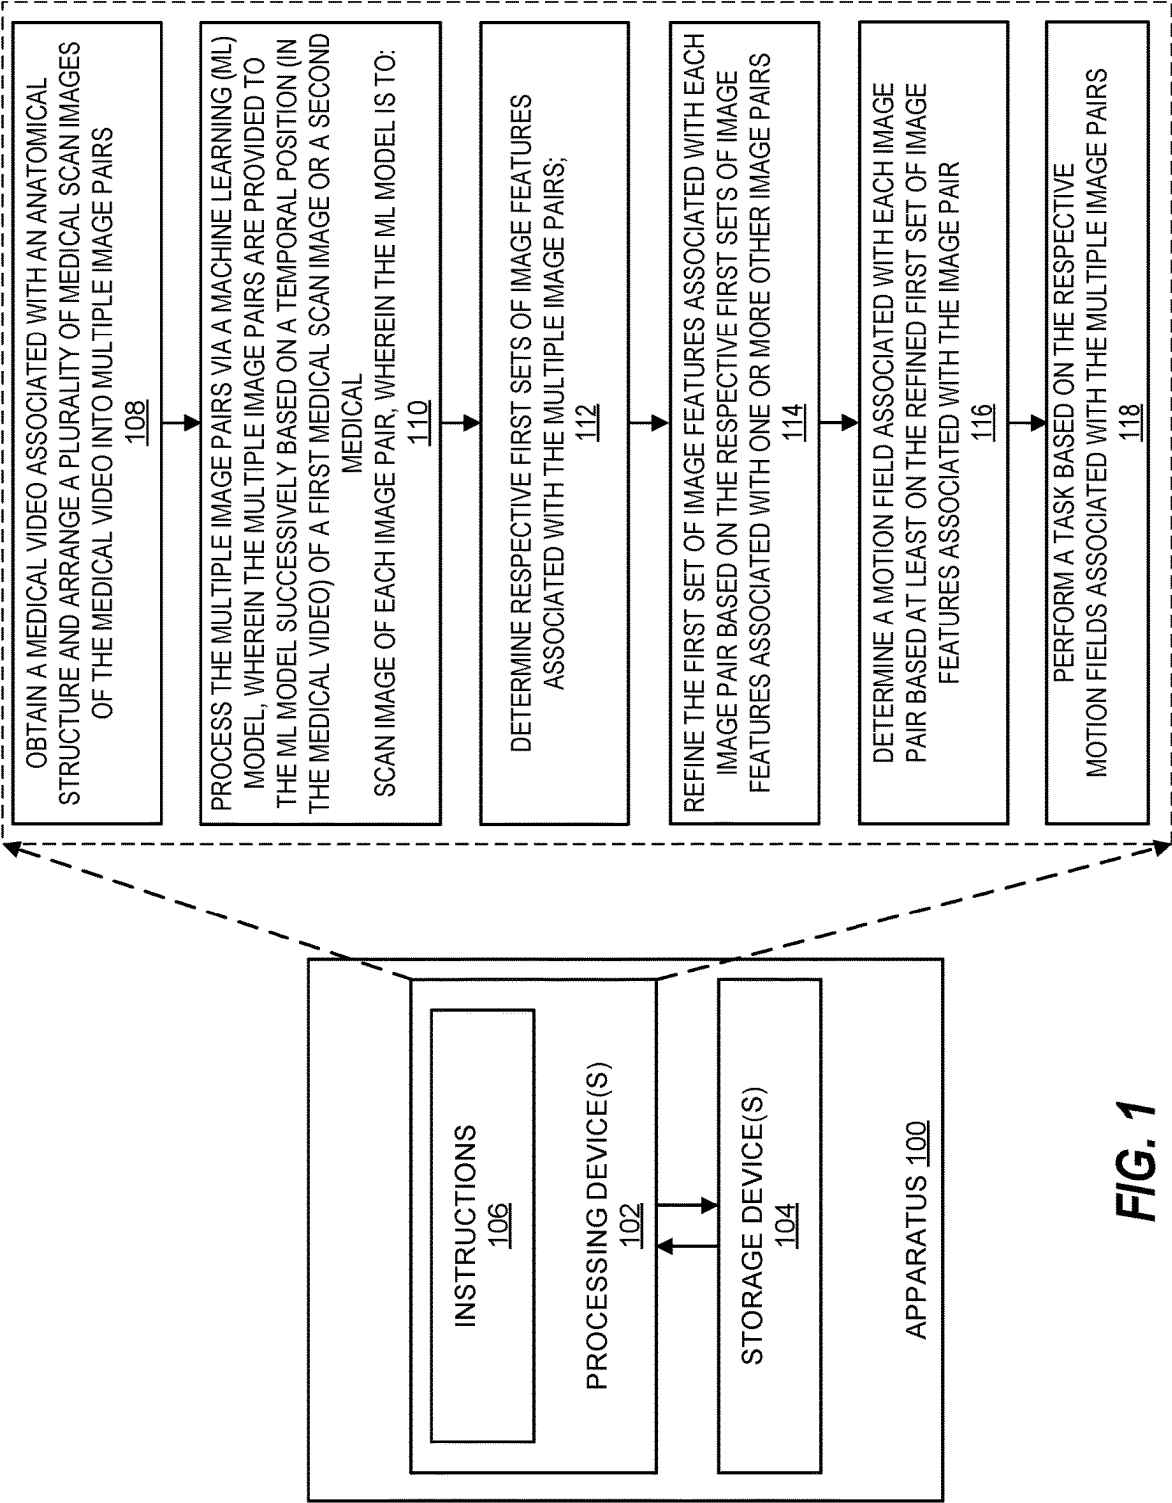 INSTRUCTIONS
106
PROCESSING DEVICE(S)
102
STORAGE DEVICE(S)
104
APPARATUS 100
OBTAIN A MEDICAL VIDEO ASSOCIATED WITH AN ANATOMICAL
STRUCTURE AND ARRANGE A PLURALITY OF MEDICAL SCAN IMAGES
OF THE MEDICAL VIDEO INTO MULTIPLE IMAGE PAIRS
108
PROCESS THE MULTIPLE IMAGE PAIRS VIA A MACHINE LEARNING (ML)
MODEL, WHEREIN THE MULTIPLE IMAGE PAIRS ARE PROVIDED TO
THE ML MODEL SUCCESSIVELY BASED ON A TEMPORAL POSITION (IN
THE MEDICAL VIDEO) OF A FIRST MEDICAL SCAN IMAGE OR A SECOND
MEDICAL
SCAN IMAGE OF EACH IMAGE PAIR, WHEREIN THE ML MODEL IS TO:
110
DETERMINE RESPECTIVE FIRST SETS OF IMAGE FEATURES
ASSOCIATED WITH THE MULTIPLE IMAGE PAIRS;
112
REFINE THE FIRST SET OF IMAGE FEATURES ASSOCIATED WITH EACH
IMAGE PAIR BASED ON THE RESPECTIVE FIRST SETS OF IMAGE
FEATURES ASSOCIATED WITH ONE OR MORE OTHER IMAGE PAIRS
114
DETERMINE A MOTION FIELD ASSOCIATED WITH EACH IMAGE
PAIR BASED AT LEAST ON THE REFINED FIRST SET OF IMAGE
FEATURES ASSOCIATED WITH THE IMAGE PAIR
116
PERFORM A TASK BASED ON THE RESPECTIVE
MOTION FIELDS ASSOCIATED WITH THE MULTIPLE IMAGE PAIRS
118
FIG. 1